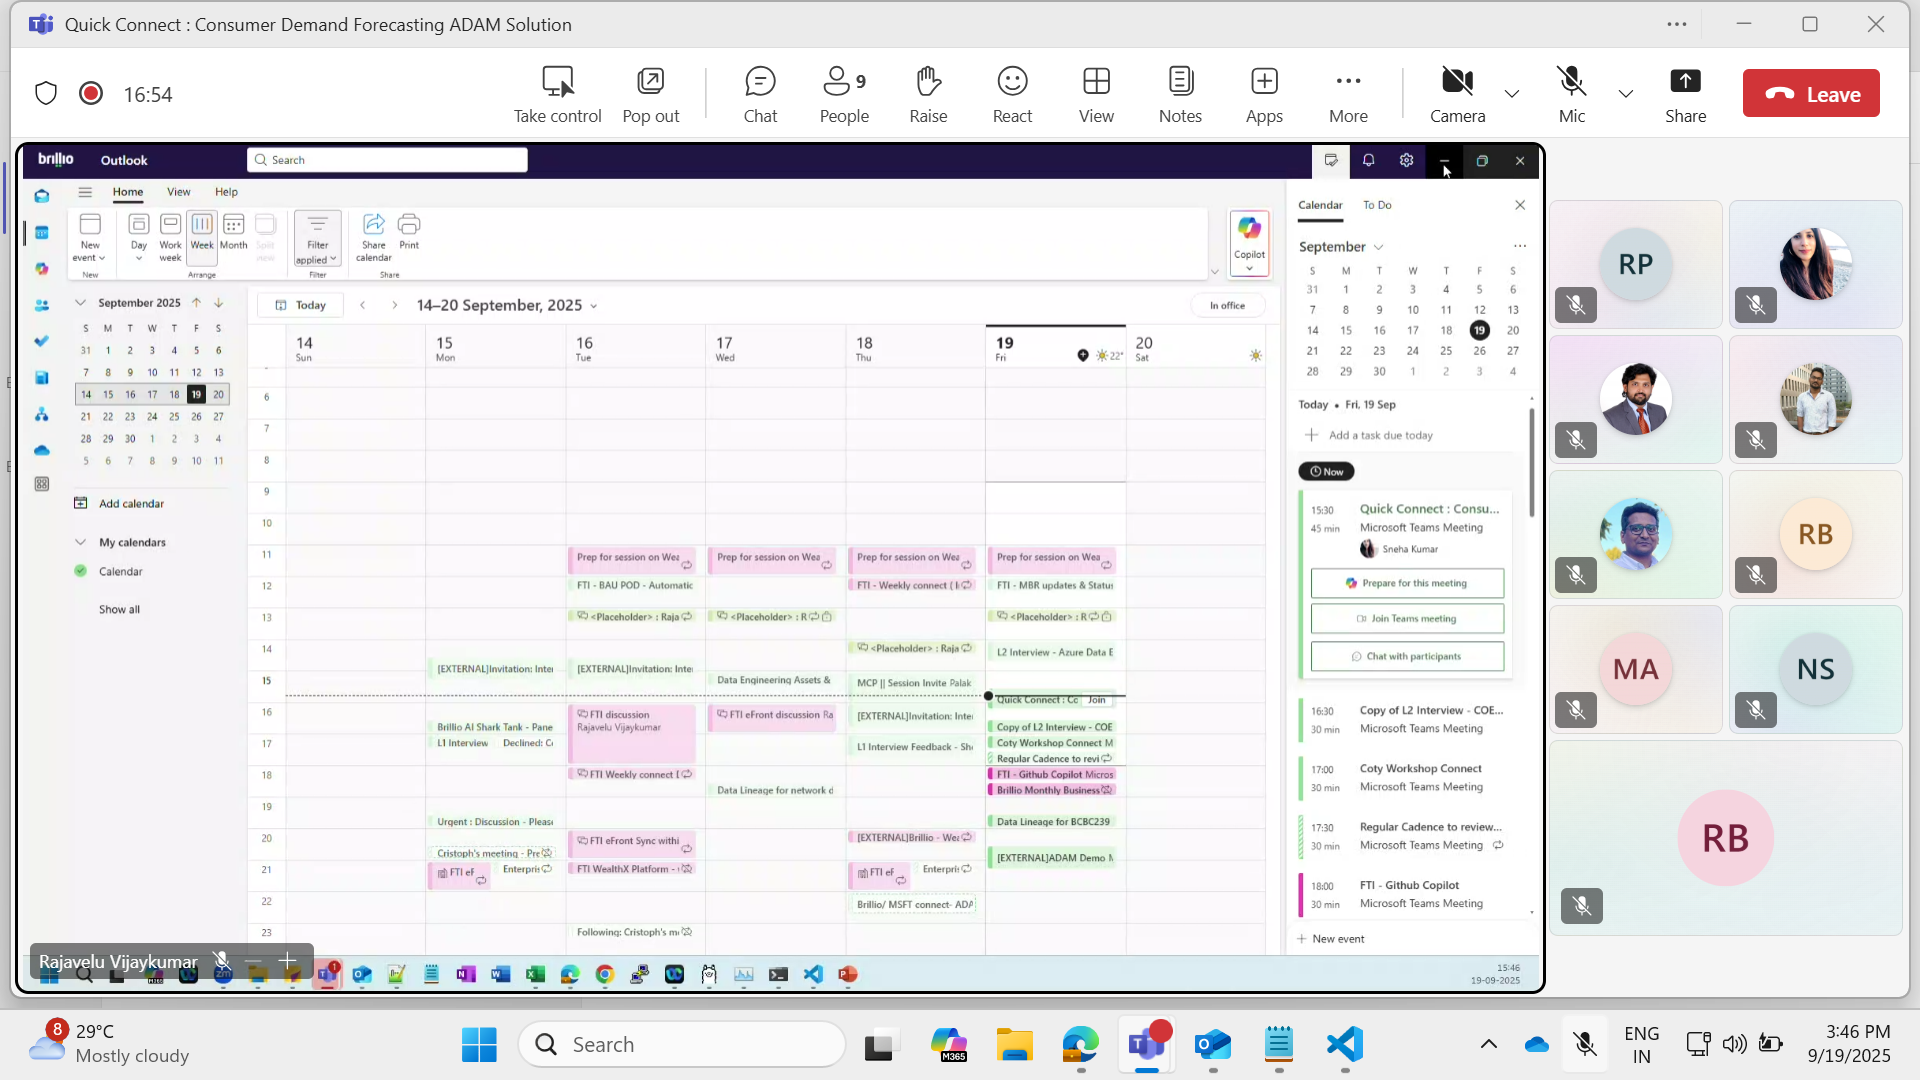 Quick Connect : Consumer Demand Forecasting ADAM Solution
16:54
Take control
Pop out
Chat
9
People
Raise
React
View
Notes
Apps
More
Camera
Mic
Share
Leave
brillio
Outlook
Search
Home
View
Help
New event
Day
Work week
Week
Month
Split view
Filter applied
Share calendar
Print
New
Arrange
Filter
Share
Copilot
September 2025
S M T W T F S
31 1 2 3 4 5 6
7 8 9 10 11 12 13
14 15 16 17 18 19 20
21 22 23 24 25 26 27
28 29 30 1 2 3 4
5 6 7 8 9 10 11
Add calendar
My calendars
Calendar
Show all
Today
14–20 September, 2025
In office
14 Sun
15 Mon
16 Tue
17 Wed
18 Thu
19 Fri
22°
20 Sat
6
7
8
9
10
11
12
13
14
15
16
17
18
19
20
21
22
23
[EXTERNAL]Invitation: Inte
Brillio AI Shark Tank - Pane
L1 Interview
Declined: C
Urgent : Discussion - Please
Cristoph's meeting - Pre
FTI eF
Enterpris
Prep for session on Wea
FTI - BAU POD - Automatic
<Placeholder> : Raja
[EXTERNAL]Invitation: Inte
FTI discussion
Rajavelu Vijaykumar
FTI Weekly connect [
FTI eFront Sync withi
FTI WealthX Platform -
Following: Cristoph's m
Prep for session on Wea
<Placeholder> : R
Data Engineering Assets &
FTI eFront discussion Ra
Data Lineage for network d
Prep for session on Wea
FTI - Weekly connect ( I
<Placeholder> : Raja
MCP || Session Invite Palak
[EXTERNAL]Invitation: Inte
L1 Interview Feedback - Sh
[EXTERNAL]Brillio - Wea
FTI eF
Enterpris
Brillio/ MSFT connect- ADA
Prep for session on Wea
FTI - MBR updates & Status
<Placeholder> : R
L2 Interview - Azure Data E
Quick Connect : Cc
Join
Copy of L2 Interview - COE
Coty Workshop Connect M
Regular Cadence to revi
FTI - Github Copilot Micros
Brillio Monthly Business
Data Lineage for BCBC239
[EXTERNAL]ADAM Demo M
Calendar
To Do
September
S M T W T F S
31 1 2 3 4 5 6
7 8 9 10 11 12 13
14 15 16 17 18 19 20
21 22 23 24 25 26 27
28 29 30 1 2 3 4
Today • Fri, 19 Sep
Add a task due today
Now
15:30
45 min
Quick Connect : Consu...
Microsoft Teams Meeting
Sneha Kumar
Prepare for this meeting
Join Teams meeting
Chat with participants
16:30
30 min
Copy of L2 Interview - COE...
Microsoft Teams Meeting
17:00
30 min
Coty Workshop Connect
Microsoft Teams Meeting
17:30
30 min
Regular Cadence to review...
Microsoft Teams Meeting
18:00
30 min
FTI - Github Copilot
Microsoft Teams Meeting
New event
Rajavelu Vijaykumar
15:46
19-09-2025
RP
RB
MA
NS
RB
8
29°C
Mostly cloudy
Search
M365
ENG
IN
3:46 PM
9/19/2025